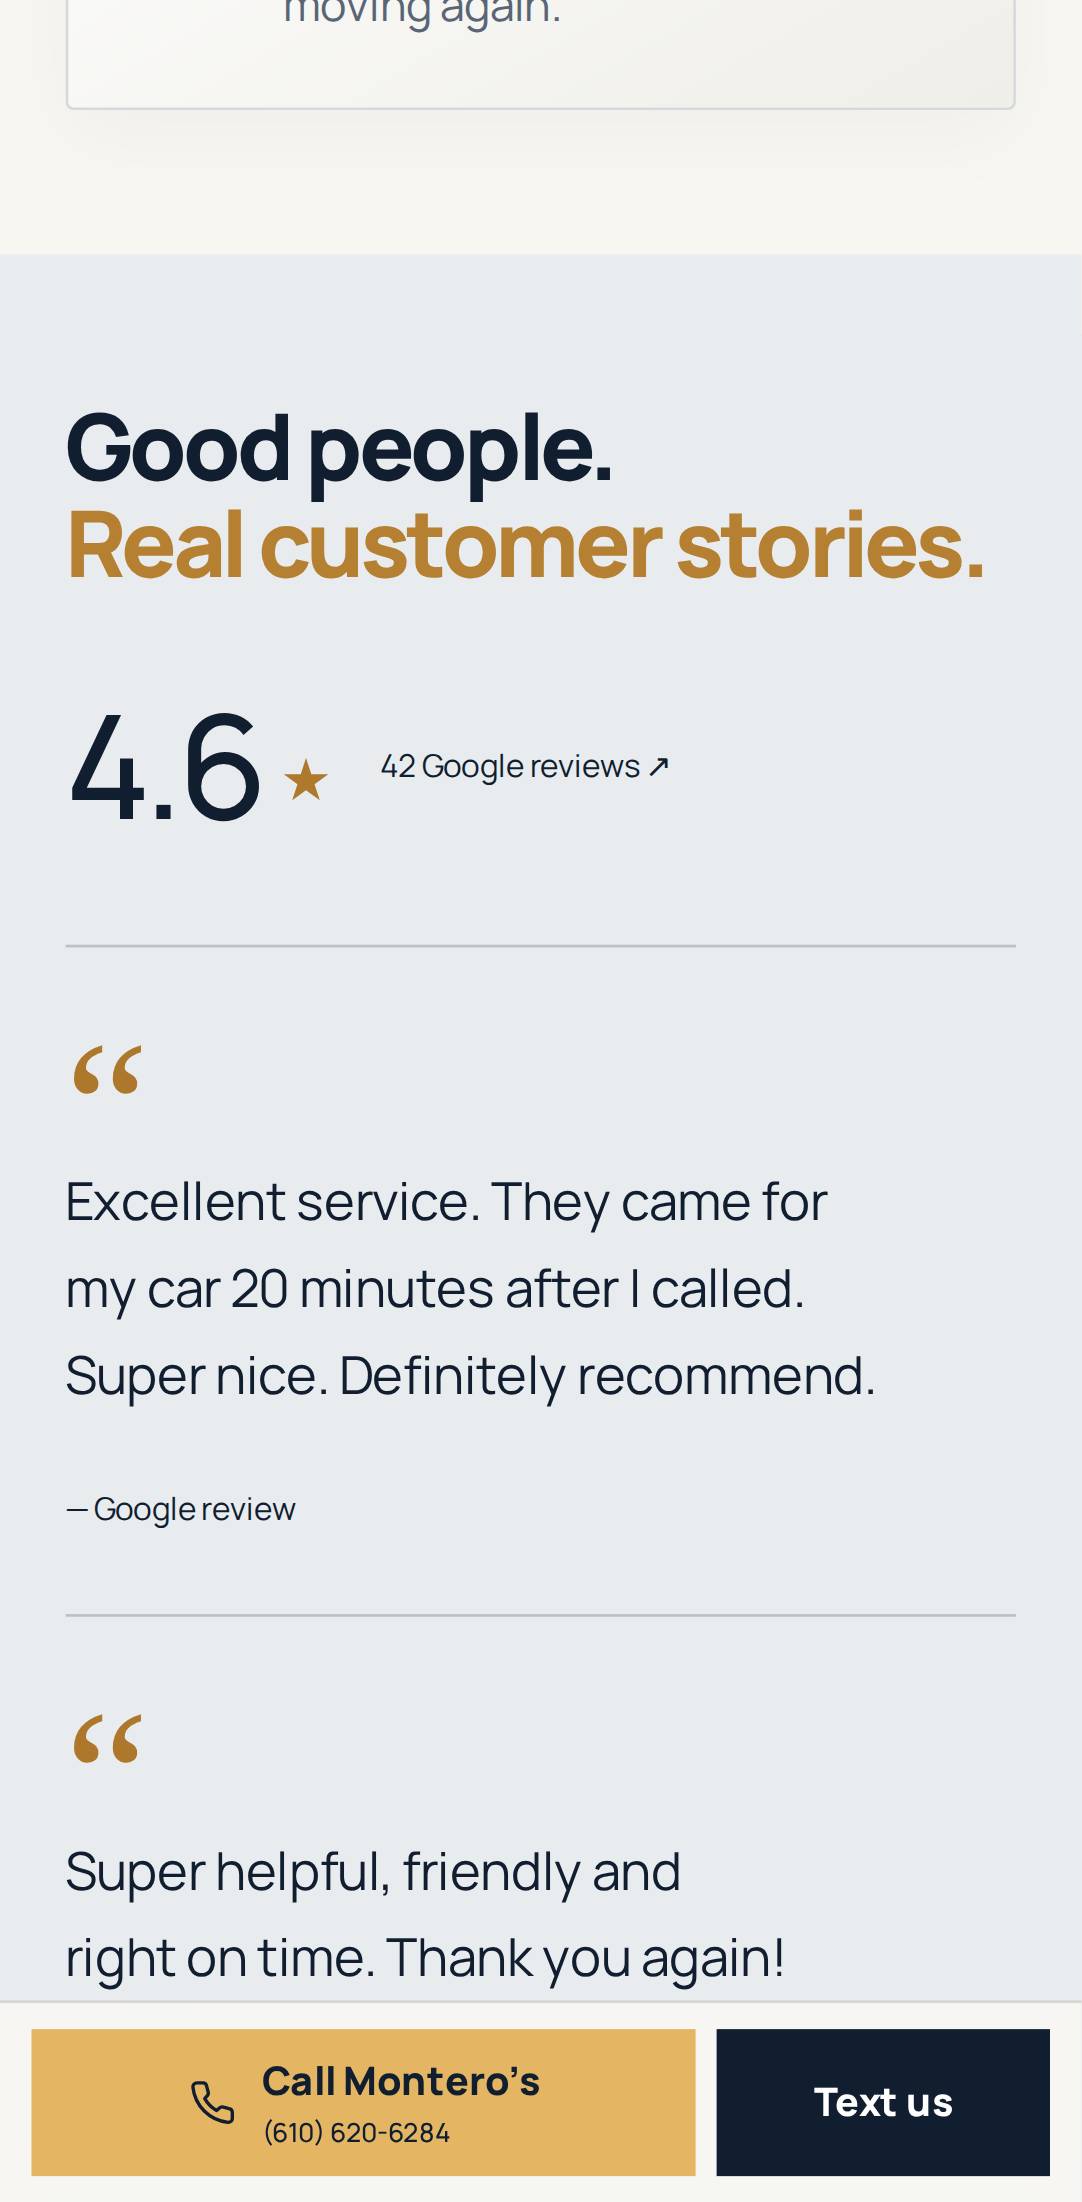 moving again.
Good people.
Real customer stories.
4.6 ★ 42 Google reviews ↗
“
Excellent service. They came for
my car 20 minutes after I called.
Super nice. Definitely recommend.
— Google review
“
Super helpful, friendly and
right on time. Thank you again!
Call Montero’s
(610) 620-6284
Text us